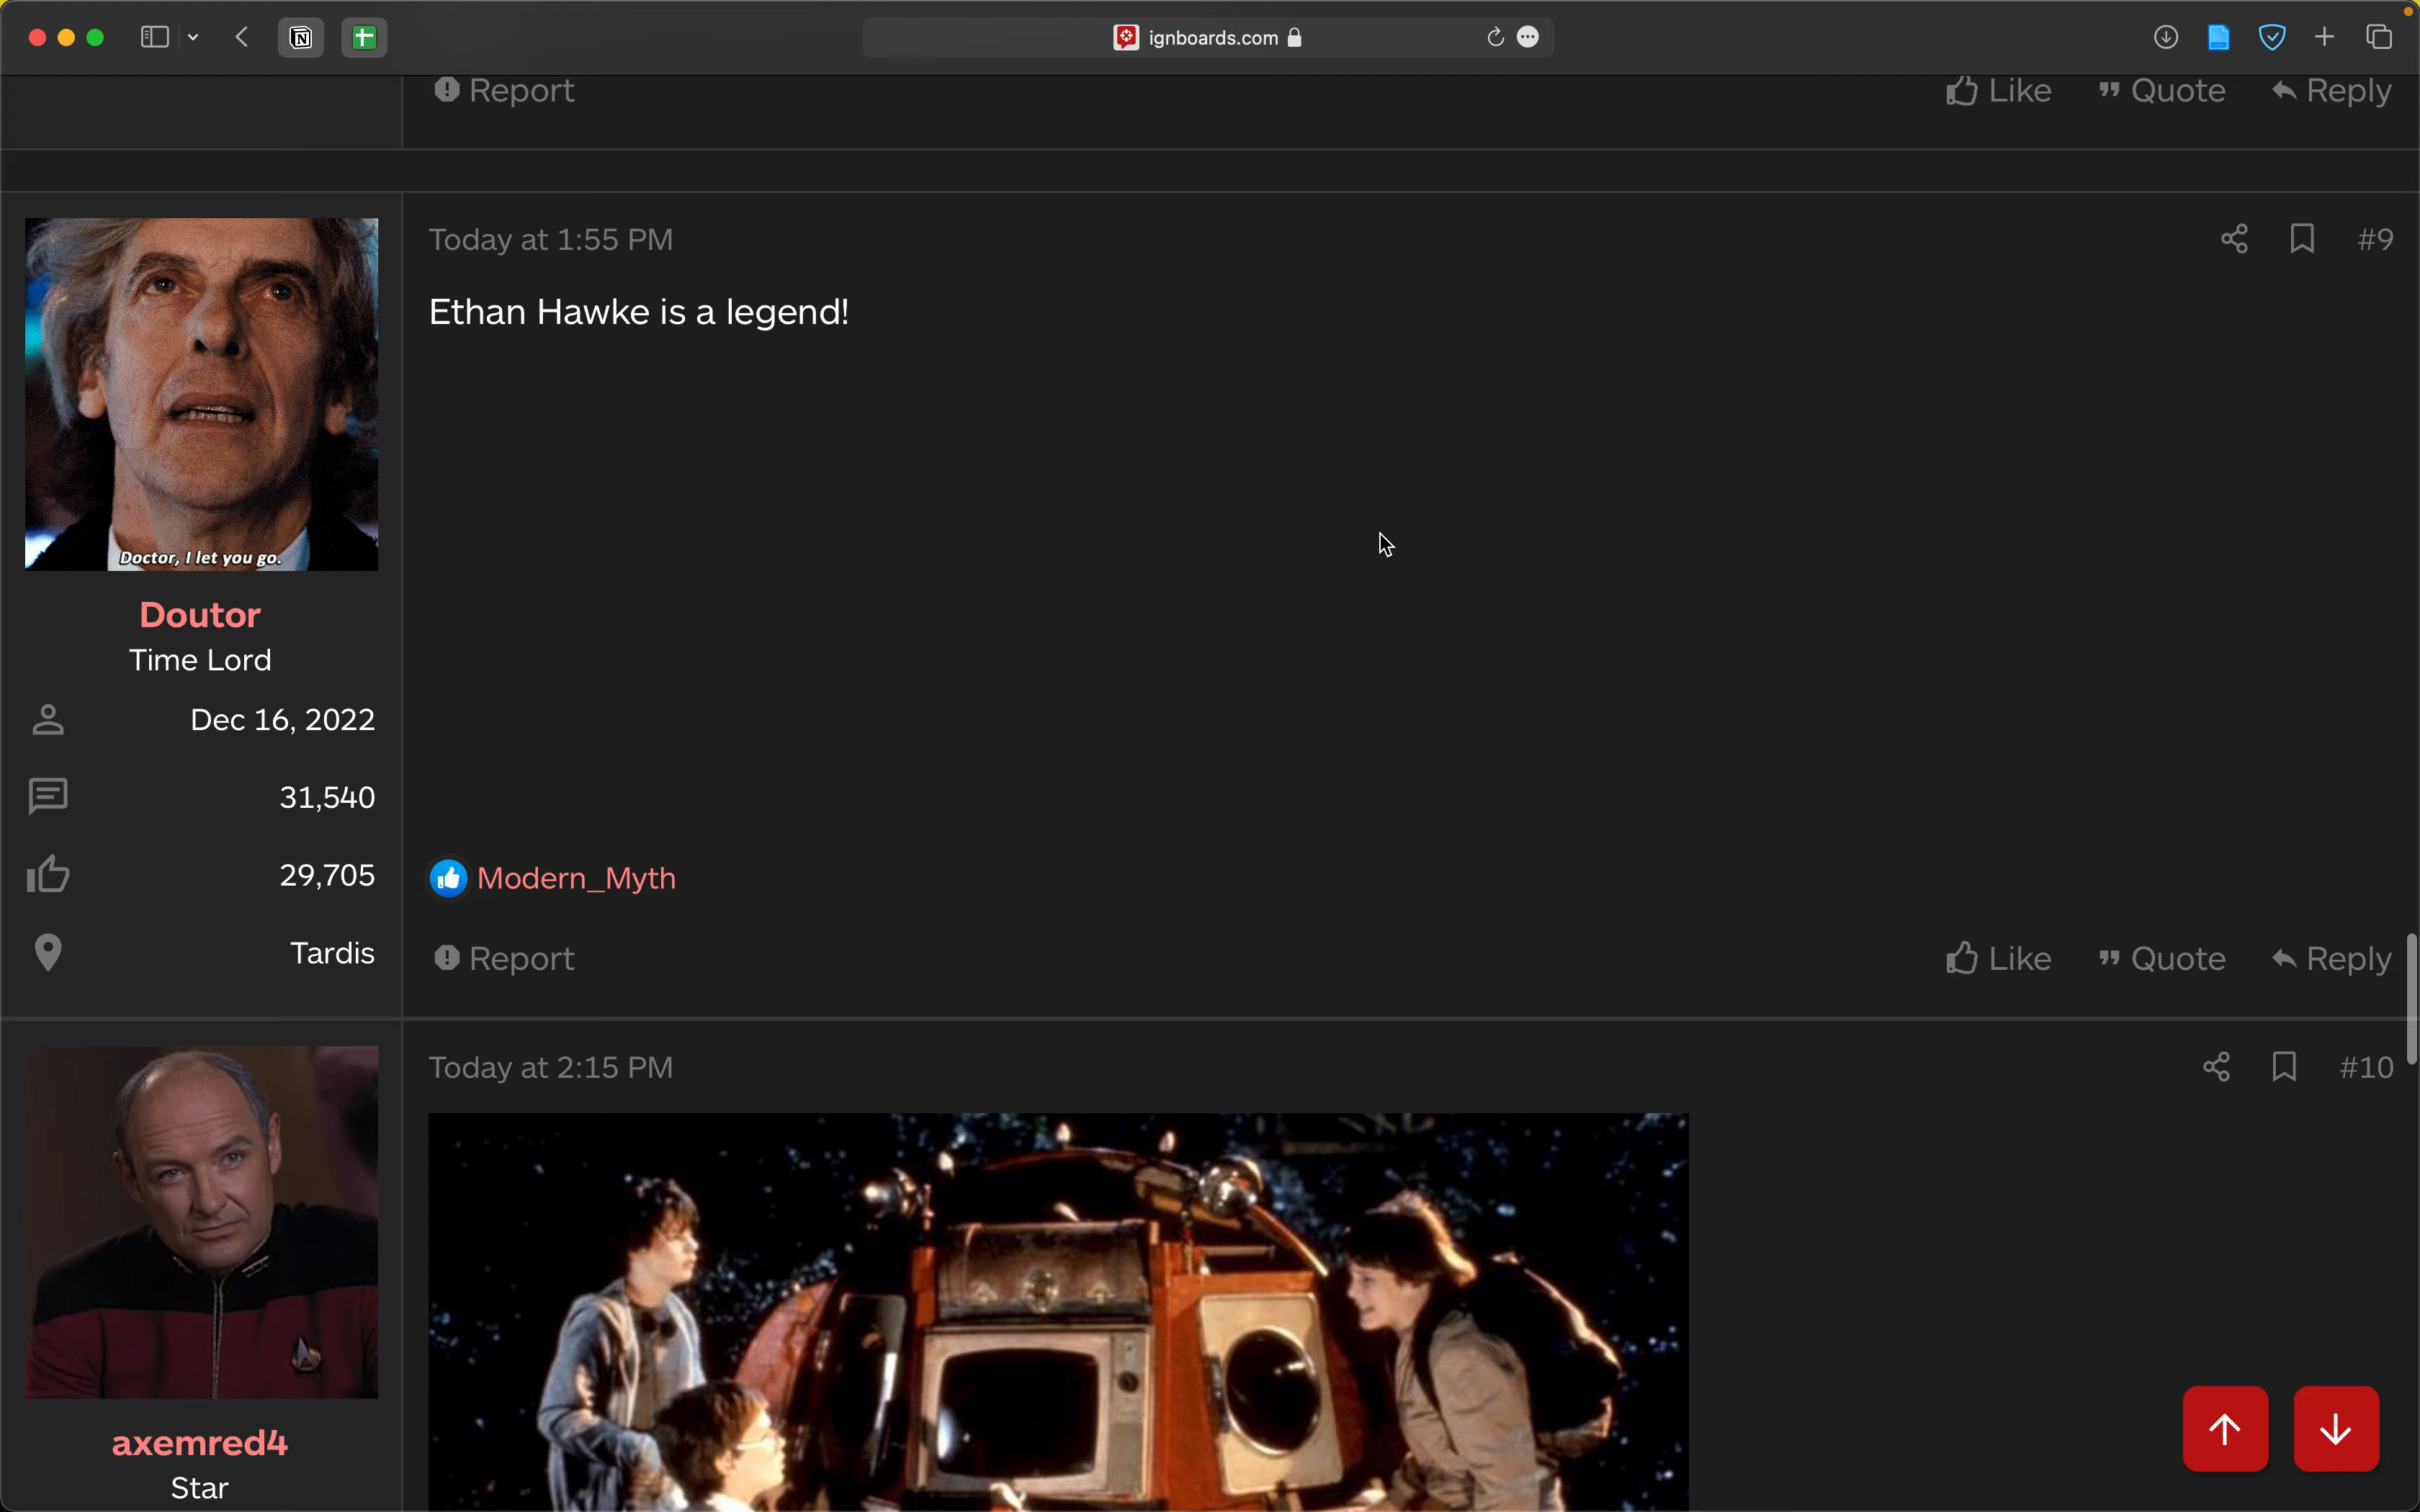 ignboards.com
Report
Like
Quote
Reply
Today at 1:55 PM
#9
Ethan Hawke is a legend!
Doctor, I let you go.
Doutor
Time Lord
Dec 16, 2022
31,540
29,705
Tardis
Modern_Myth
Report
Like
Quote
Reply
Today at 2:15 PM
#10
axemred4
Star